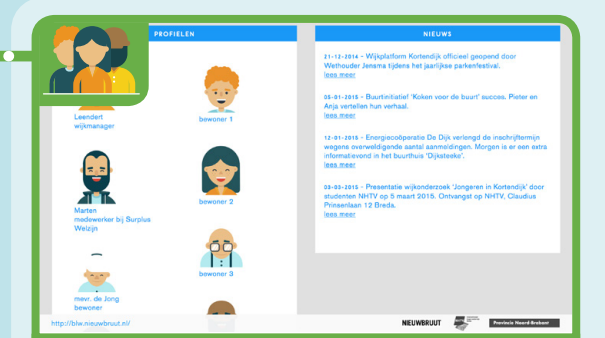 PROFIELEN
Leendert
wijkmanager
bewoner 1
Marten
medewerker bij Surplus
Welzijn
bewoner 2
mevr. de Jong
bewoner
bewoner 3
NIEUWS
21-12-2014 - Wijkplatform Kortendijk officieel geopend door
Wethouder Jensma tijdens het jaarlijkse parkenfestival.
lees meer
05-01-2015 - Buurtinitiatief 'Koken voor de buurt' succes. Pieter en
Anja vertellen hun verhaal.
lees meer
12-01-2015 - Energiecoöperatie De Dijk verlengd de inschrijftermijn
wegens overweldigende aantal aanmeldingen. Morgen is er een extra
informatieavond in het buurthuis 'Dijksteeke'.
lees meer
03-03-2015 - Presentatie wijkonderzoek 'Jongeren in Kortendijk' door
studenten NHTV op 5 maart 2015. Ontvangst op NHTV, Claudius
Prinsenlaan 12 Breda.
lees meer
http://blw.nieuwbruut.nl/
NIEUWBRUUT
Provincie Noord-Brabant